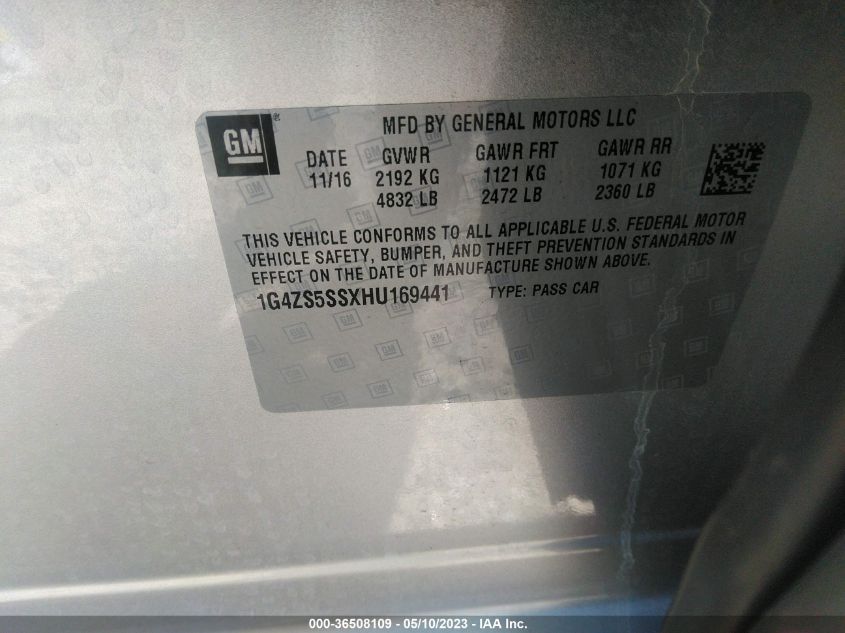 GM
MFD BY GENERAL MOTORS LLC
DATE GVWR GAWR FRT GAWR RR
11/16 2192 KG 1121 KG 1071 KG
4832 LB 2472 LB 2360 LB
THIS VEHICLE CONFORMS TO ALL APPLICABLE U.S. FEDERAL MOTOR
VEHICLE SAFETY, BUMPER, AND THEFT PREVENTION STANDARDS IN
EFFECT ON THE DATE OF MANUFACTURE SHOWN ABOVE.
1G4ZS5SSXHU169441 TYPE: PASS CAR
000-36508109 - 05/10/2023 - IAA Inc.